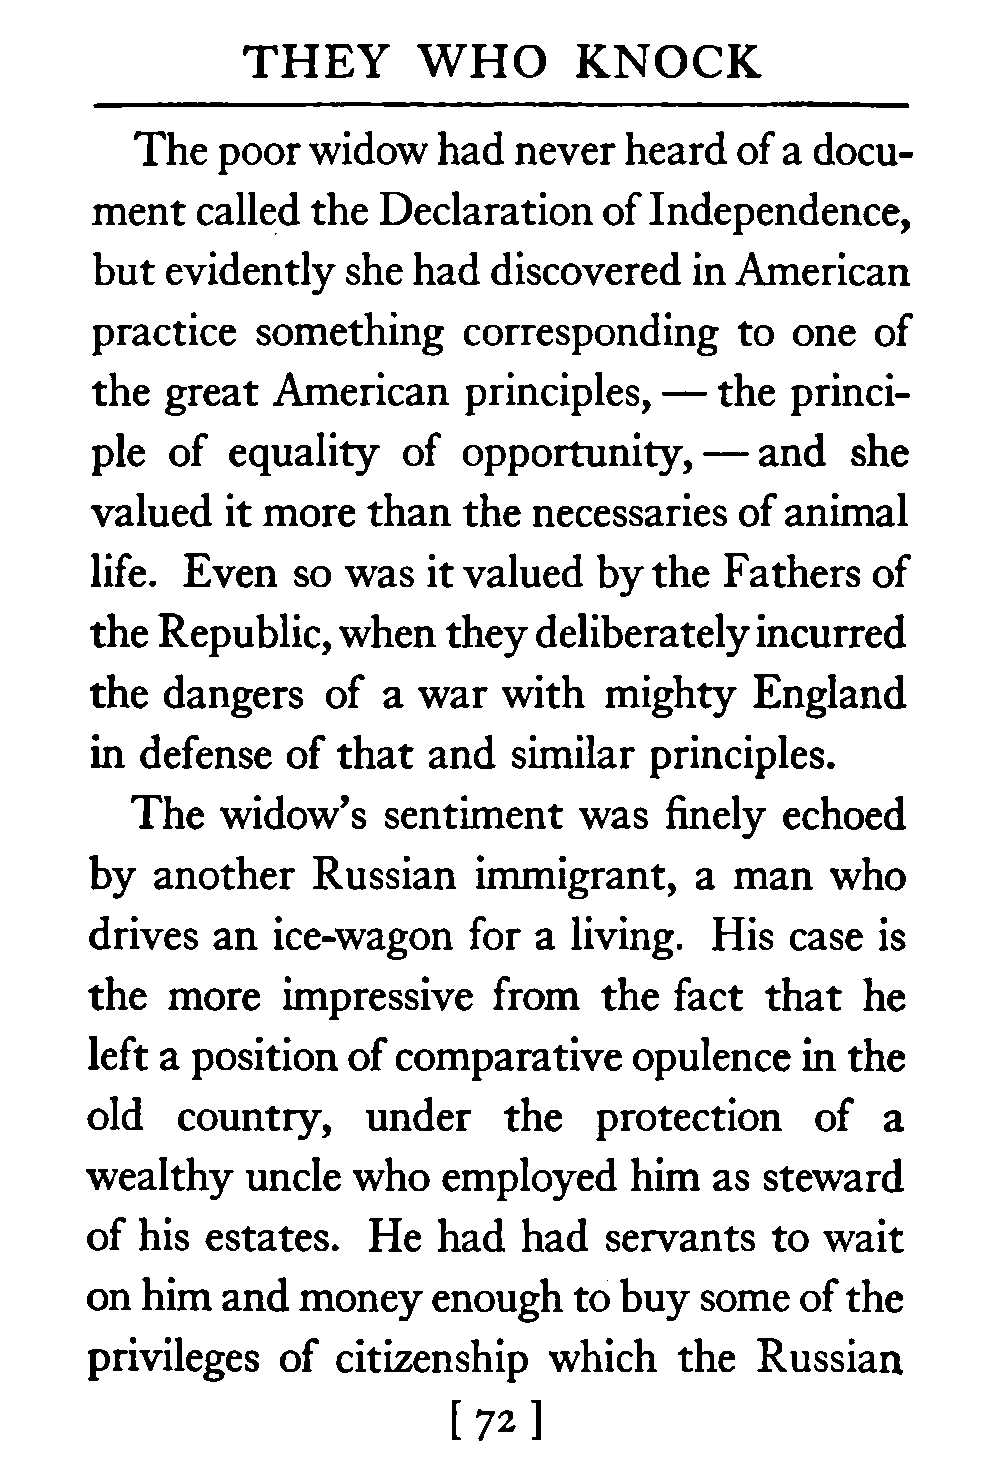 THEY WHO KNOCK
The poor widow had never heard of a docu-
ment called the Declaration of Independence,
but evidently she had discovered in American
practice something corresponding to one of
the great American principles, — the princi-
ple of equality of opportunity, — and she
valued it more than the necessaries of animal
life. Even so was it valued by the Fathers of
the Republic, when they deliberately incurred
the dangers of a war with mighty England
in defense of that and similar principles.
The widow's sentiment was finely echoed
by another Russian immigrant, a man who
drives an ice-wagon for a living. His case is
the more impressive from the fact that he
left a position of comparative opulence in the
old country, under the protection of a
wealthy uncle who employed him as steward
of his estates. He had had servants to wait
on him and money enough to buy some of the
privileges of citizenship which the Russian
[ 72 ]